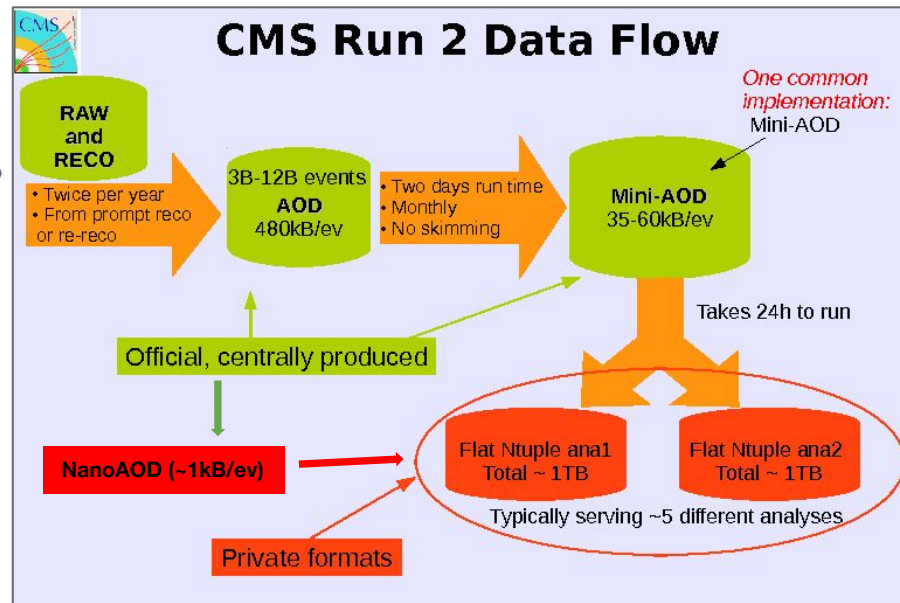 CMS
CMS Run 2 Data Flow
One common
implementation:
Mini-AOD
RAW
and
RECO
• Twice per year
• From prompt reco
or re-reco
3B-12B events
AOD
480kB/ev
• Two days run time
• Monthly
• No skimming
Mini-AOD
35-60kB/ev
Takes 24h to run
Official, centrally produced
NanoAOD (~1kB/ev)
Flat Ntuple ana1
Total ~ 1TB
Flat Ntuple ana2
Total ~ 1TB
Typically serving ~5 different analyses
Private formats